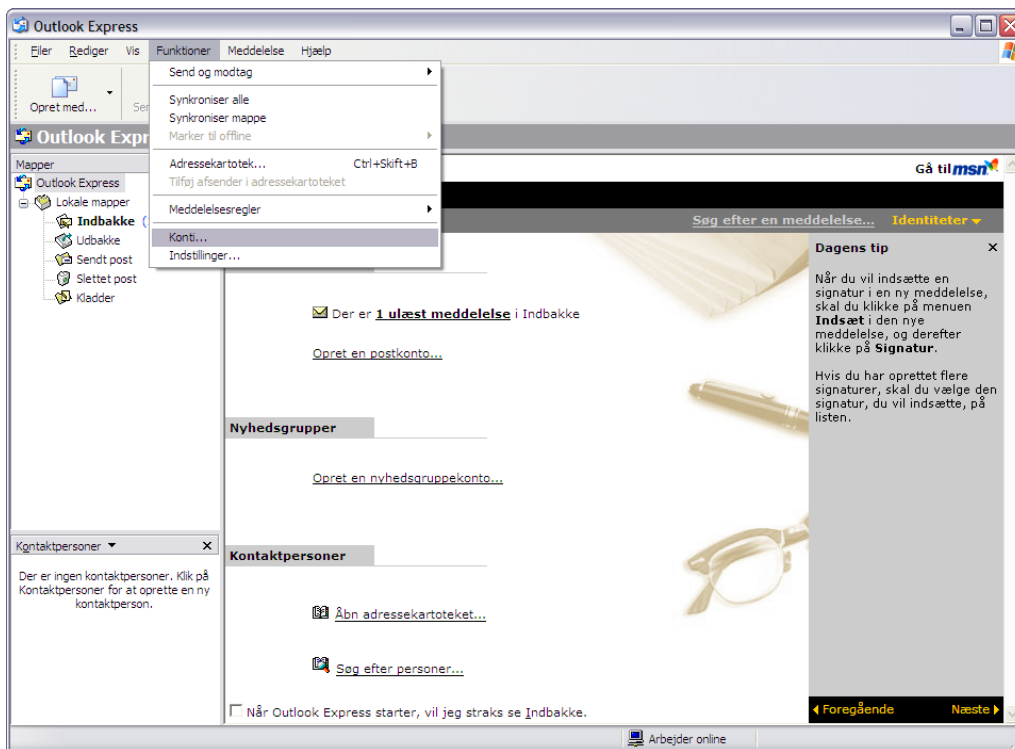 Outlook Express
Filer Rediger Vis Funktioner Meddelelse Hjælp
Opret med...
Send og modtag
Synkroniser alle
Synkroniser mappe
Marker til offline
Adressekartotek... Ctrl+Skift+B
Tilføj afsender i adressekartoteket
Meddelelsesregler
Konti...
Indstillinger...
Outlook
Mapper
Outlook Express
Lokale mapper
Indbakke (
Udbakke
Sendt post
Slettet post
Kladder
Gå til msn
Søg efter en meddelelse... Identiteter
Der er 1 ulæst meddelelse i Indbakke
Opret en postkonto...
Nyhedsgrupper
Opret en nyhedsgruppekonto...
Kontaktpersoner
Åbn adressekartoteket...
Søg efter personer...
Når Outlook Express starter, vil jeg straks se Indbakke.
Dagens tip
Når du vil indsætte en
signatur i en ny meddelelse,
skal du klikke på menuen
Indsæt i den nye
meddelelse, og derefter
klikke på Signatur.
Hvis du har oprettet flere
signaturer, skal du vælge den
signatur, du vil indsætte, på
listen.
Foregående Næste
Kontaktpersoner
Der er ingen kontaktpersoner. Klik på
Kontaktpersoner for at oprette en ny
kontaktperson.
Arbejder online